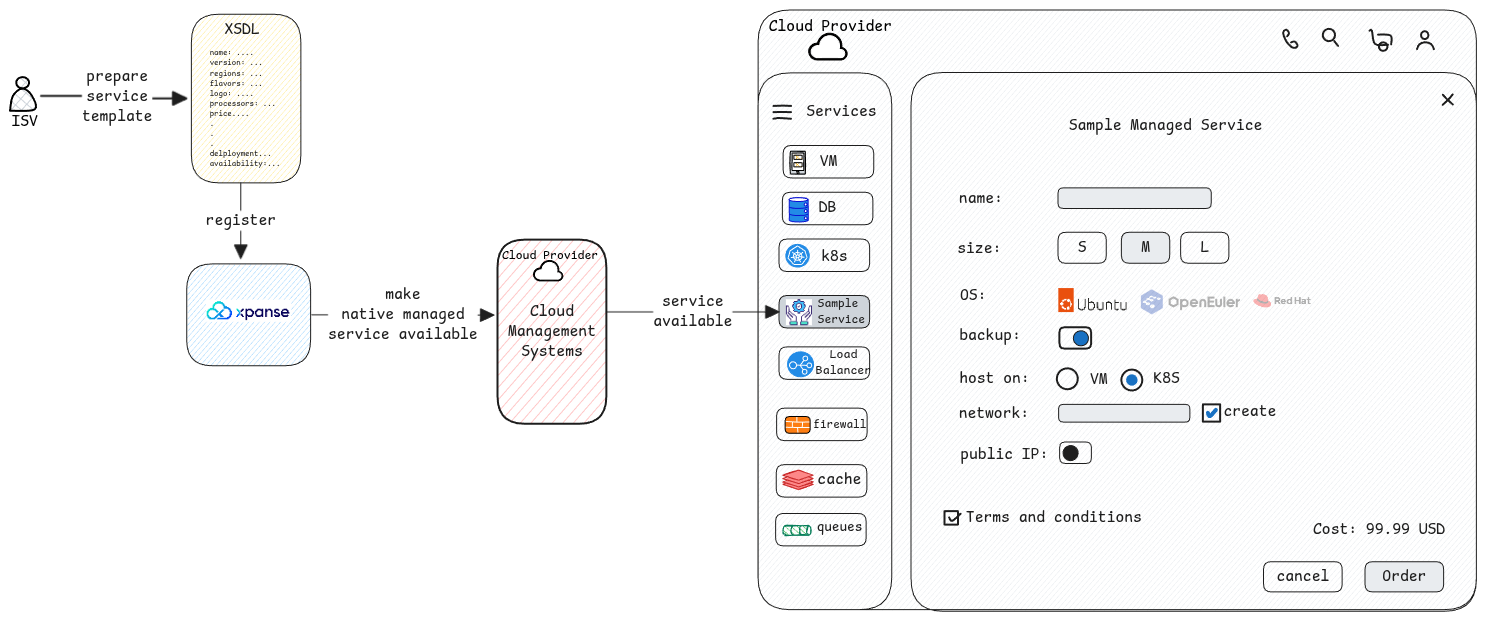 ISV
prepare
service
template
XSDL
name: ....
version: ...
regions: ...
flavors: ...
logo: ....
processors: ...
price....
.
.
.
delployment...
availability:...
register
xpanse
make
native managed
service available
Cloud Provider
Cloud
Management
Systems
service
available
Cloud Provider
Services
VM
DB
k8s
Sample
Service
Load
Balancer
firewall
cache
queues
Sample Managed Service
name:
size: S M L
OS: Ubuntu OpenEuler Red Hat
backup:
host on: VM K8S
network: create
public IP:
Terms and conditions
Cost: 99.99 USD
cancel Order